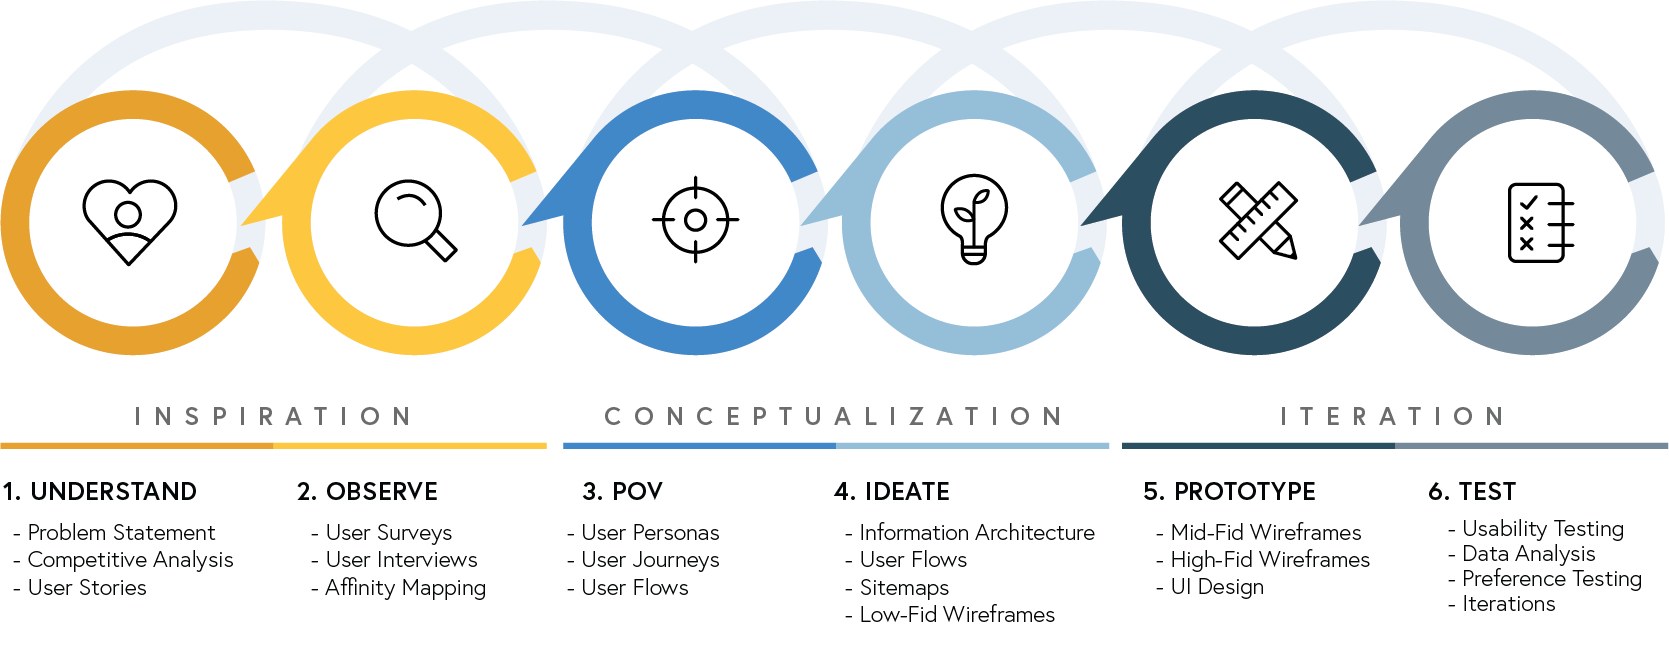 INSPIRATION
CONCEPTUALIZATION
ITERATION
1. UNDERSTAND
- Problem Statement
- Competitive Analysis
- User Stories
2. OBSERVE
- User Surveys
- User Interviews
- Affinity Mapping
3. POV
- User Personas
- User Journeys
- User Flows
4. IDEATE
- Information Architecture
- User Flows
- Sitemaps
- Low-Fid Wireframes
5. PROTOTYPE
- Mid-Fid Wireframes
- High-Fid Wireframes
- UI Design
6. TEST
- Usability Testing
- Data Analysis
- Preference Testing
- Iterations